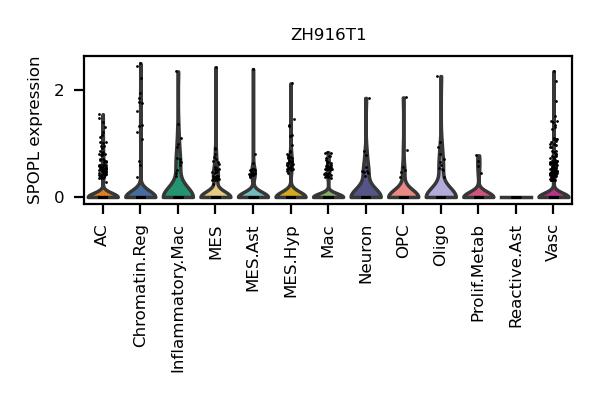 ZH916T1
SPOPL expression
2
0
AC
Chromatin.Reg
Inflammatory.Mac
MES
MES.Ast
MES.Hyp
Mac
Neuron
OPC
Oligo
Prolif.Metab
Reactive.Ast
Vasc